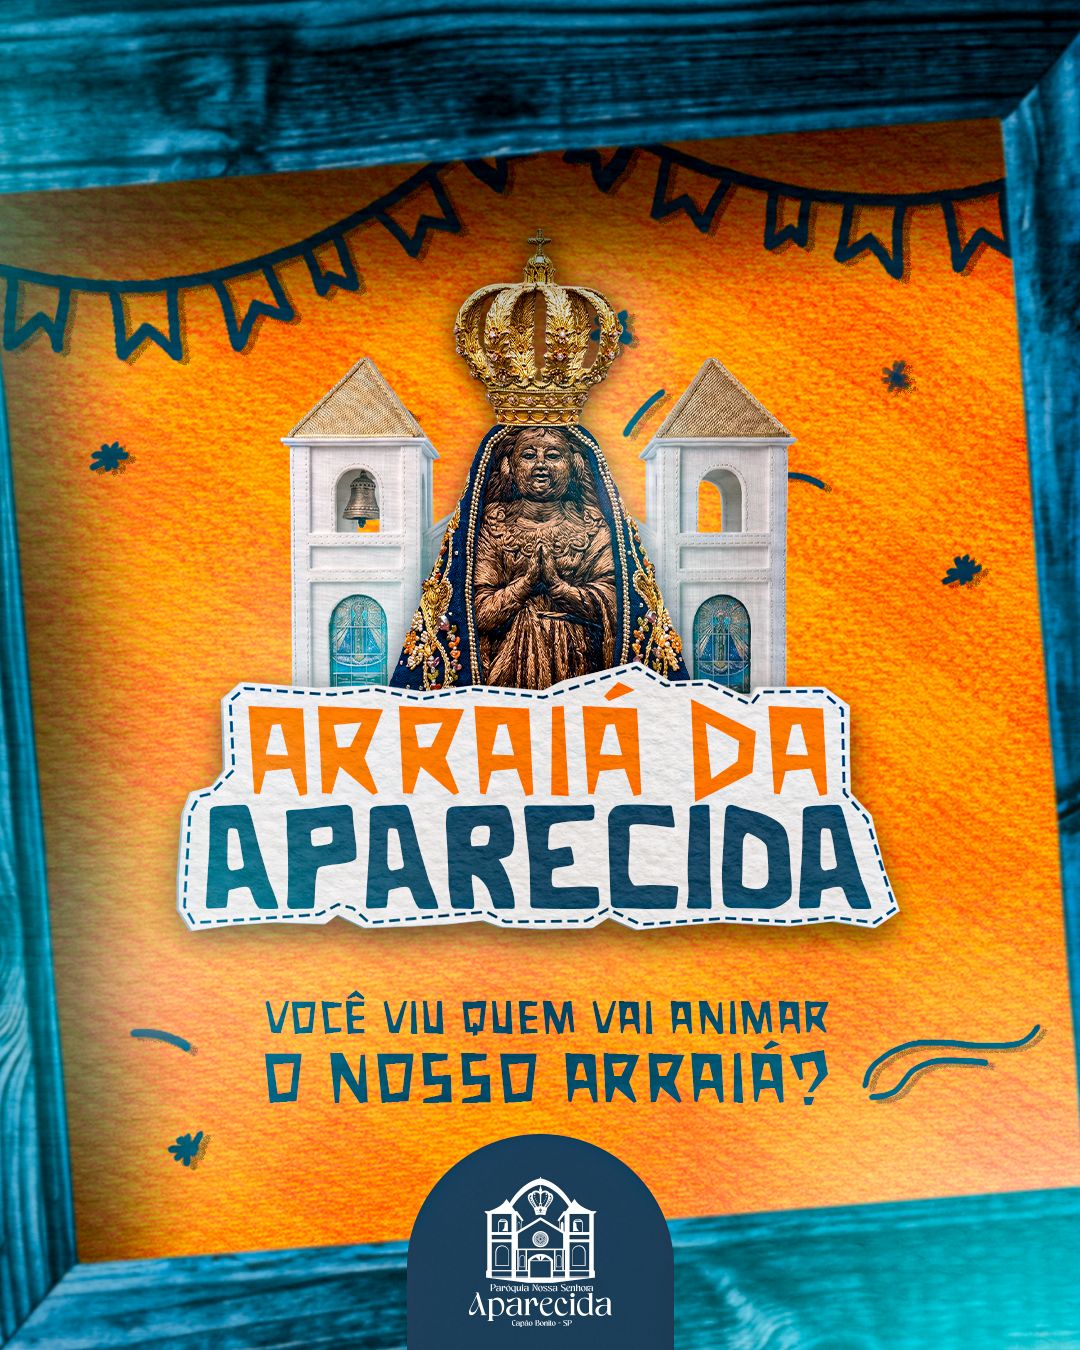 ARRAIÁ DA
APARECIDA
VOCÊ VIU QUEM VAI ANIMAR
O NOSSO ARRAIÁ?
Paróquia Nossa Senhora
Aparecida
Capão Bonito - SP